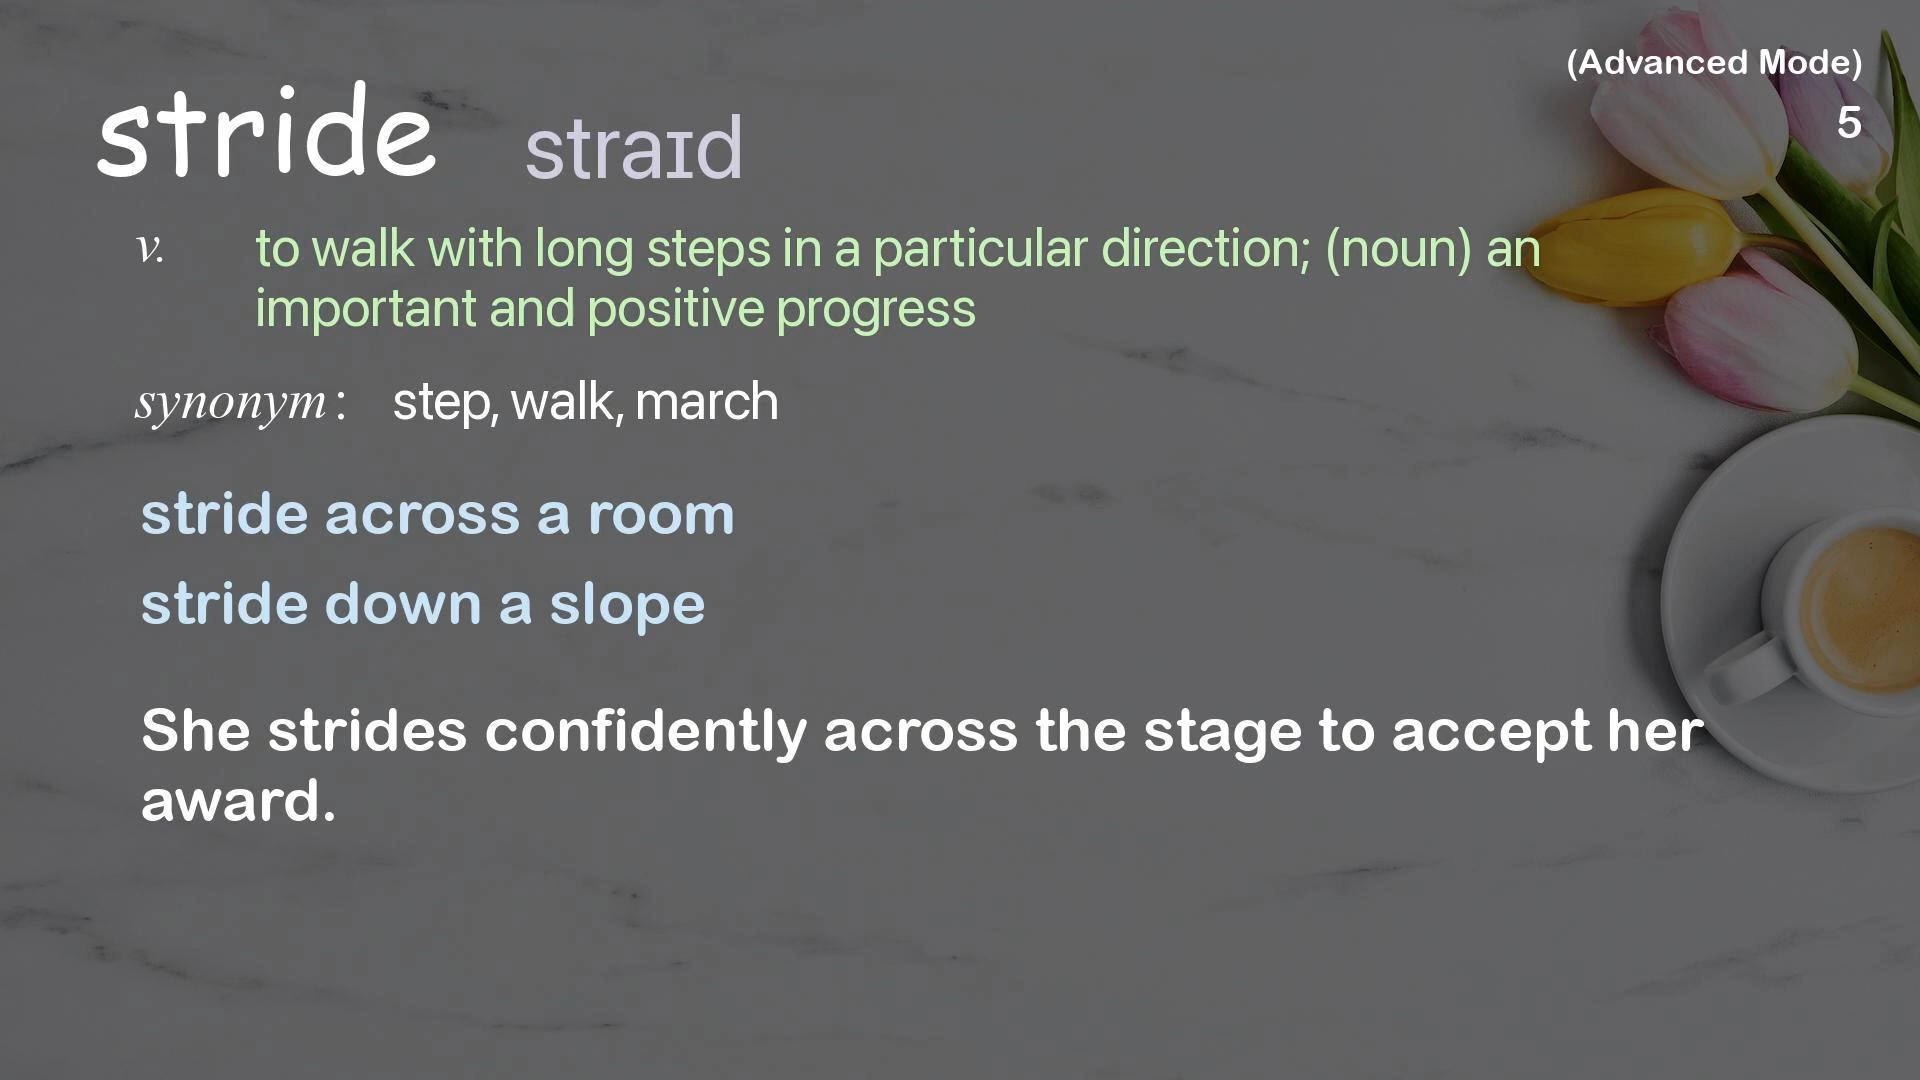 (Advanced Mode)
5
stride straɪd
v. to walk with long steps in a particular direction; (noun) an
important and positive progress
synonym: step, walk, march
stride across a room
stride down a slope
She strides confidently across the stage to accept her
award.